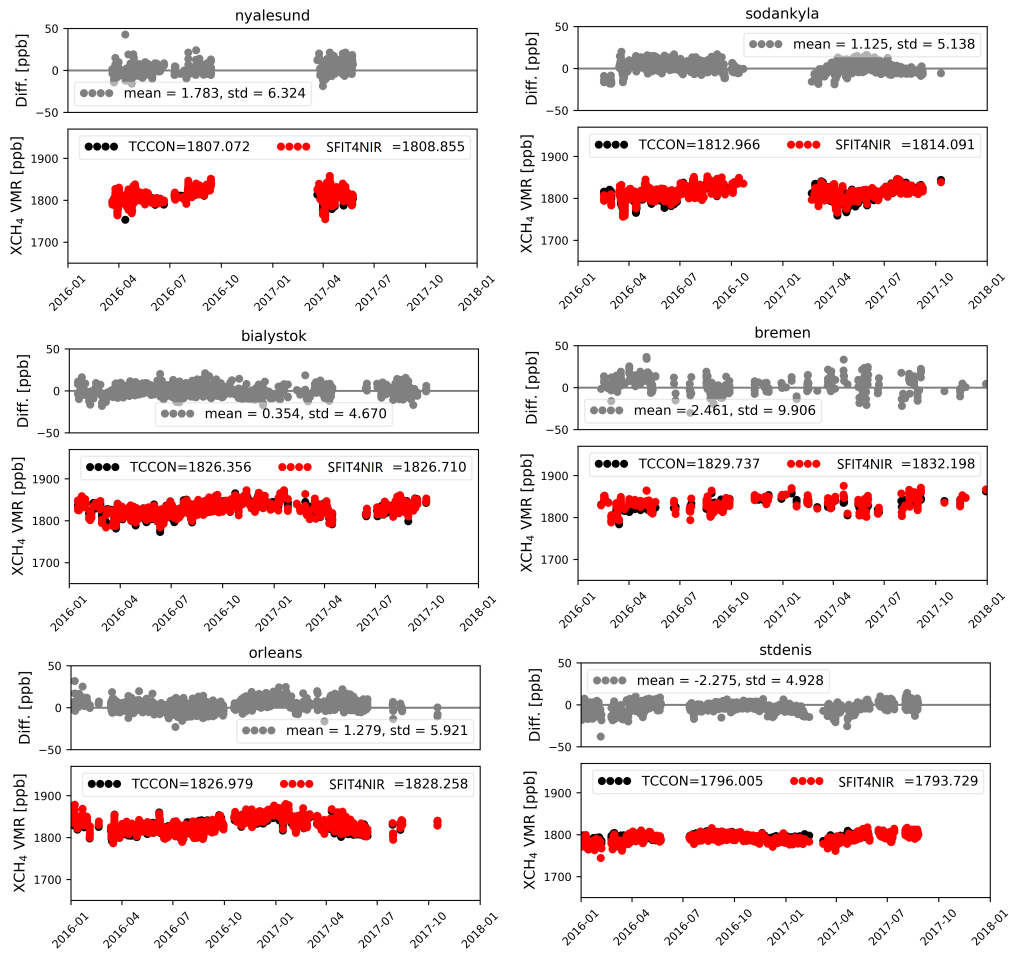 nyalesund
50
0
−50
Diff. [ppb]
mean = 1.783, std = 6.324
1900
1800
1700
XCH₄ VMR [ppb]
TCCON=1807.072 SFIT4NIR =1808.855
2016-01 2016-04 2016-07 2016-10 2017-01 2017-04 2017-07 2017-10 2018-01
sodankyla
50
0
−50
Diff. [ppb]
mean = 1.125, std = 5.138
1900
1800
1700
XCH₄ VMR [ppb]
TCCON=1812.966 SFIT4NIR =1814.091
2016-01 2016-04 2016-07 2016-10 2017-01 2017-04 2017-07 2017-10 2018-01
bialystok
50
0
−50
Diff. [ppb]
mean = 0.354, std = 4.670
1900
1800
1700
XCH₄ VMR [ppb]
TCCON=1826.356 SFIT4NIR =1826.710
2016-01 2016-04 2016-07 2016-10 2017-01 2017-04 2017-07 2017-10 2018-01
bremen
50
0
−50
Diff. [ppb]
mean = 2.461, std = 9.906
1900
1800
1700
XCH₄ VMR [ppb]
TCCON=1829.737 SFIT4NIR =1832.198
2016-01 2016-04 2016-07 2016-10 2017-01 2017-04 2017-07 2017-10 2018-01
orleans
50
0
−50
Diff. [ppb]
mean = 1.279, std = 5.921
1900
1800
1700
XCH₄ VMR [ppb]
TCCON=1826.979 SFIT4NIR =1828.258
2016-01 2016-04 2016-07 2016-10 2017-01 2017-04 2017-07 2017-10 2018-01
stdenis
50
0
−50
Diff. [ppb]
mean = -2.275, std = 4.928
1900
1800
1700
XCH₄ VMR [ppb]
TCCON=1796.005 SFIT4NIR =1793.729
2016-01 2016-04 2016-07 2016-10 2017-01 2017-04 2017-07 2017-10 2018-01